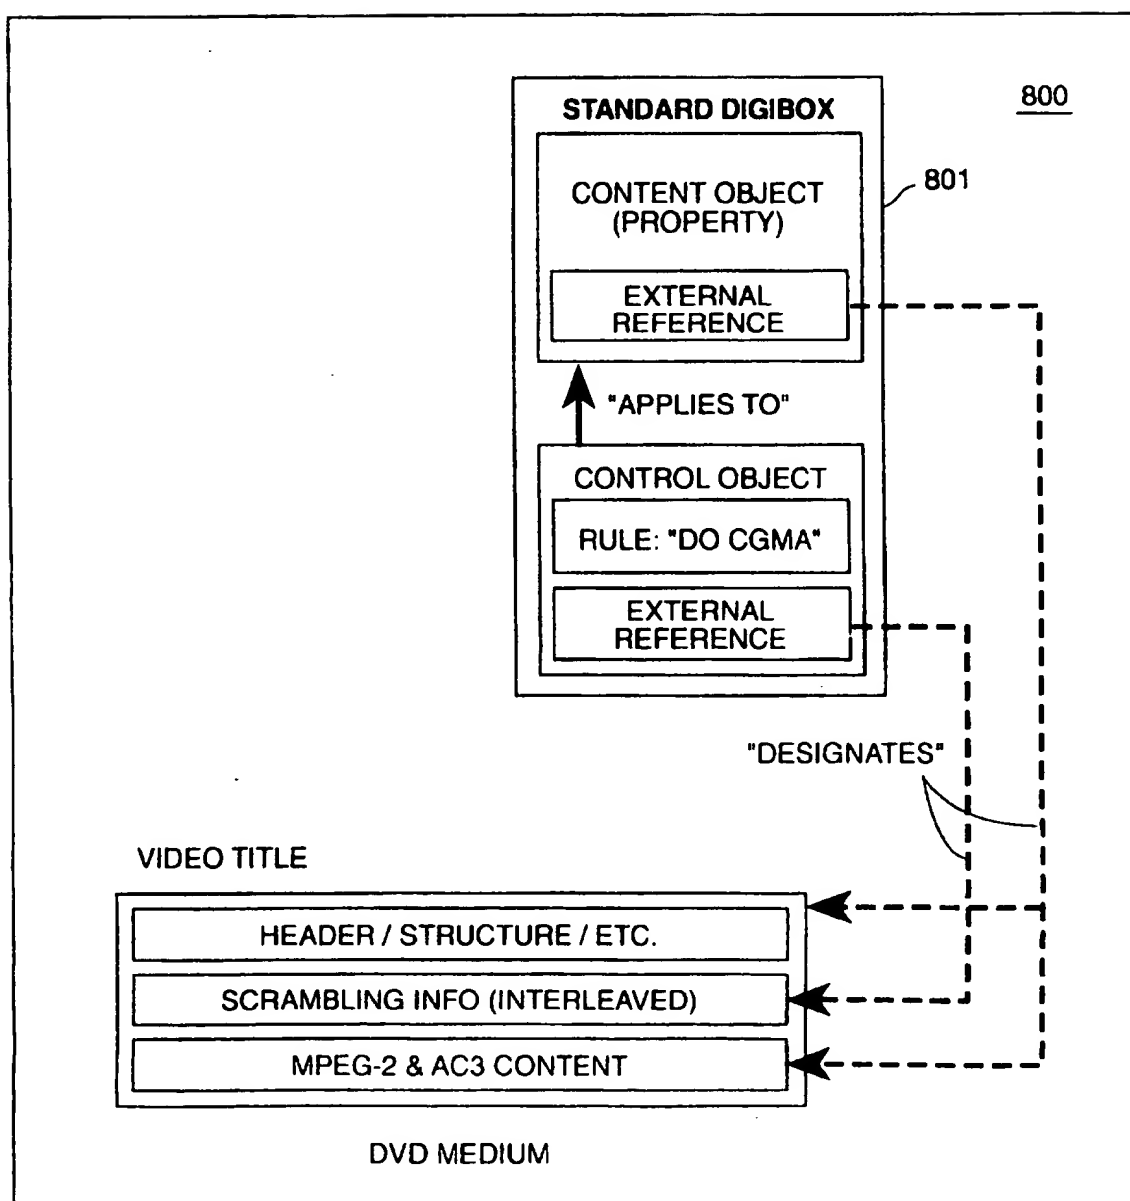 800
STANDARD DIGIBOX
801
CONTENT OBJECT
(PROPERTY)
EXTERNAL
REFERENCE
"APPLIES TO"
CONTROL OBJECT
RULE: "DO CGMA"
EXTERNAL
REFERENCE
"DESIGNATES"
VIDEO TITLE
HEADER / STRUCTURE / ETC.
SCRAMBLING INFO (INTERLEAVED)
MPEG-2 & AC3 CONTENT
DVD MEDIUM